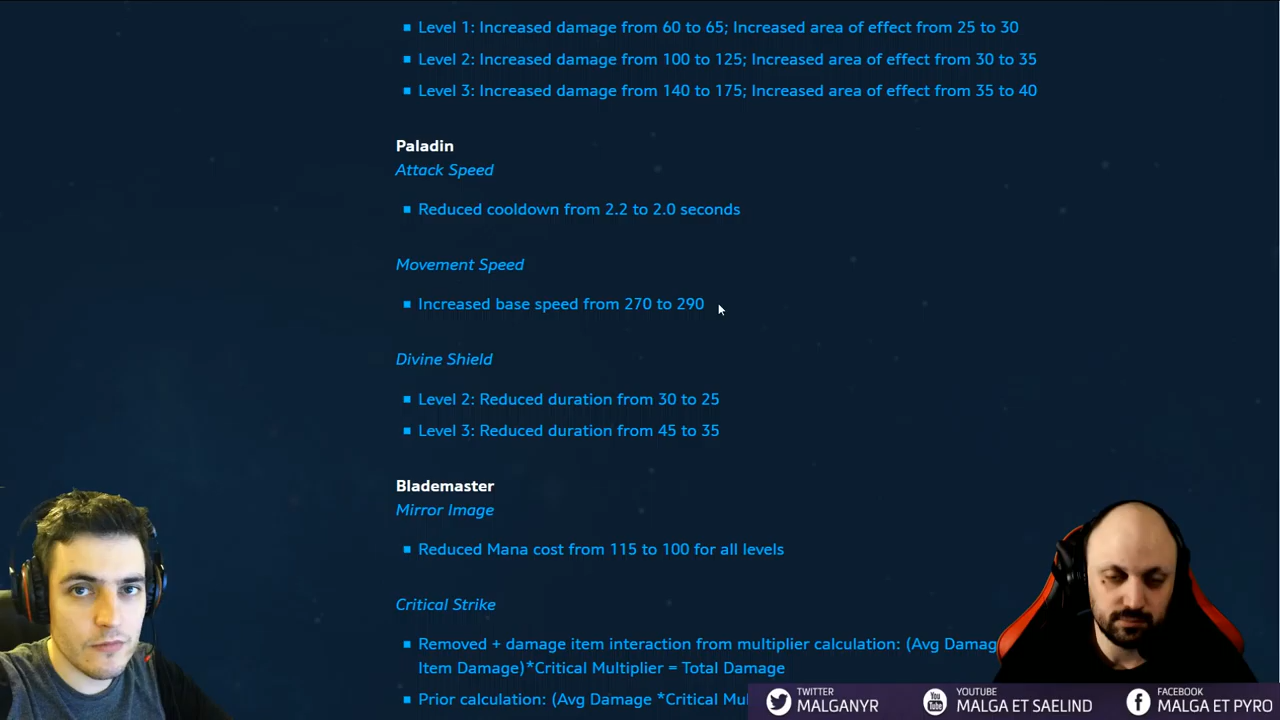 Level 1: Increased damage from 60 to 65; Increased area of effect from 25 to 30
Level 2: Increased damage from 100 to 125; Increased area of effect from 30 to 35
Level 3: Increased damage from 140 to 175; Increased area of effect from 35 to 40
Paladin
Attack Speed
Reduced cooldown from 2.2 to 2.0 seconds
Movement Speed
Increased base speed from 270 to 290
Divine Shield
Level 2: Reduced duration from 30 to 25
Level 3: Reduced duration from 45 to 35
Blademaster
Mirror Image
Reduced Mana cost from 115 to 100 for all levels
Critical Strike
Removed + damage item interaction from multiplier calculation: (Avg Damag
Item Damage)*Critical Multiplier = Total Damage
Prior calculation: (Avg Damage *Critical Mu
TWITTER
MALGANYR
You Tube
YOUTUBE
MALGA ET SAELIND
FACEBOOK
MALGA ET PYRO